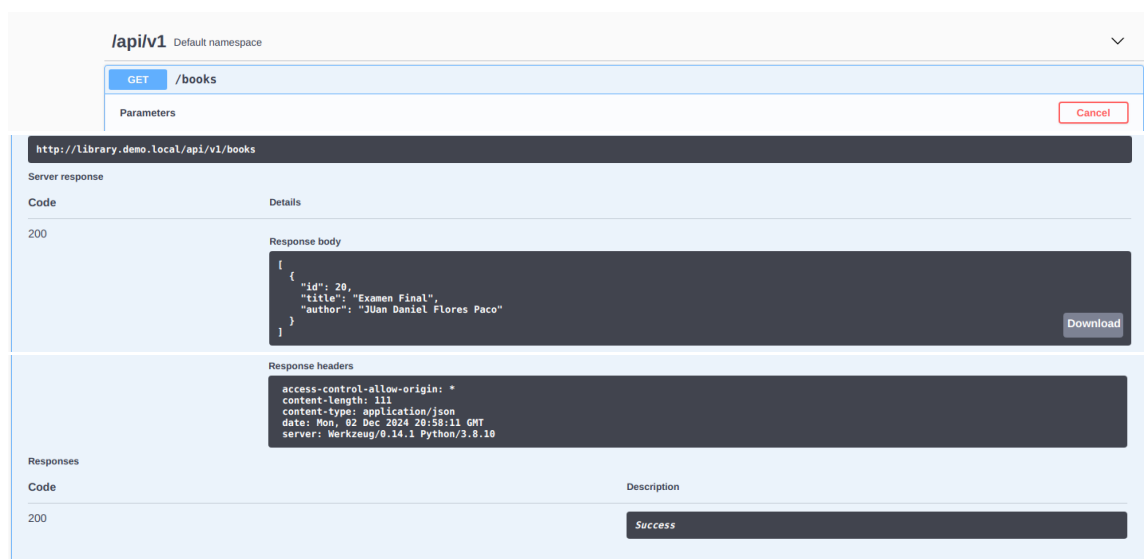 /api/v1 Default namespace
GET /books
Parameters
Cancel
http://library.demo.local/api/v1/books
Server response
Code Details
200
Response body
[
{
"id": 20,
"title": "Examen Final",
"author": "JUan Daniel Flores Paco"
}
]
Download
Response headers
access-control-allow-origin: *
content-length: 111
content-type: application/json
date: Mon, 02 Dec 2024 20:58:11 GMT
server: Werkzeug/0.14.1 Python/3.8.10
Responses
Code Description
200
Success